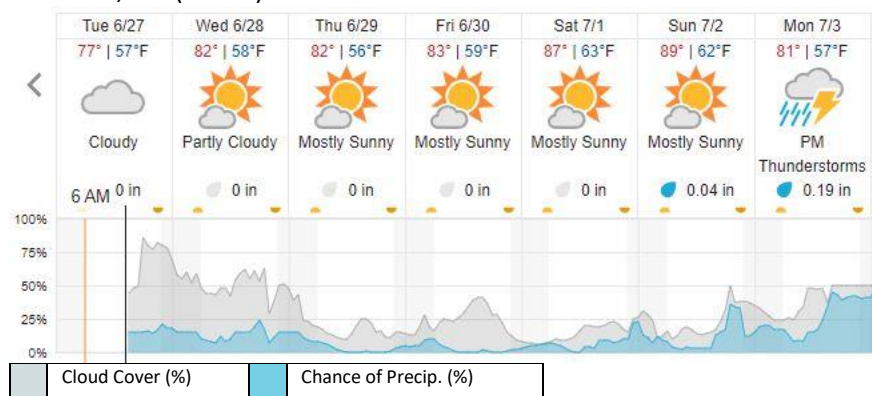 Tue 6/27 Wed 6/28 Thu 6/29 Fri 6/30 Sat 7/1 Sun 7/2 Mon 7/3
77° | 57°F 82° | 58°F 82° | 56°F 83° | 59°F 87° | 63°F 89° | 62°F 81° | 57°F
Cloudy Partly Cloudy Mostly Sunny Mostly Sunny Mostly Sunny Mostly Sunny PM
Thunderstorms
6 AM 0 in 0 in 0 in 0 in 0 in 0.04 in 0.19 in
100%
75%
50%
25%
0%
Cloud Cover (%) Chance of Precip. (%)